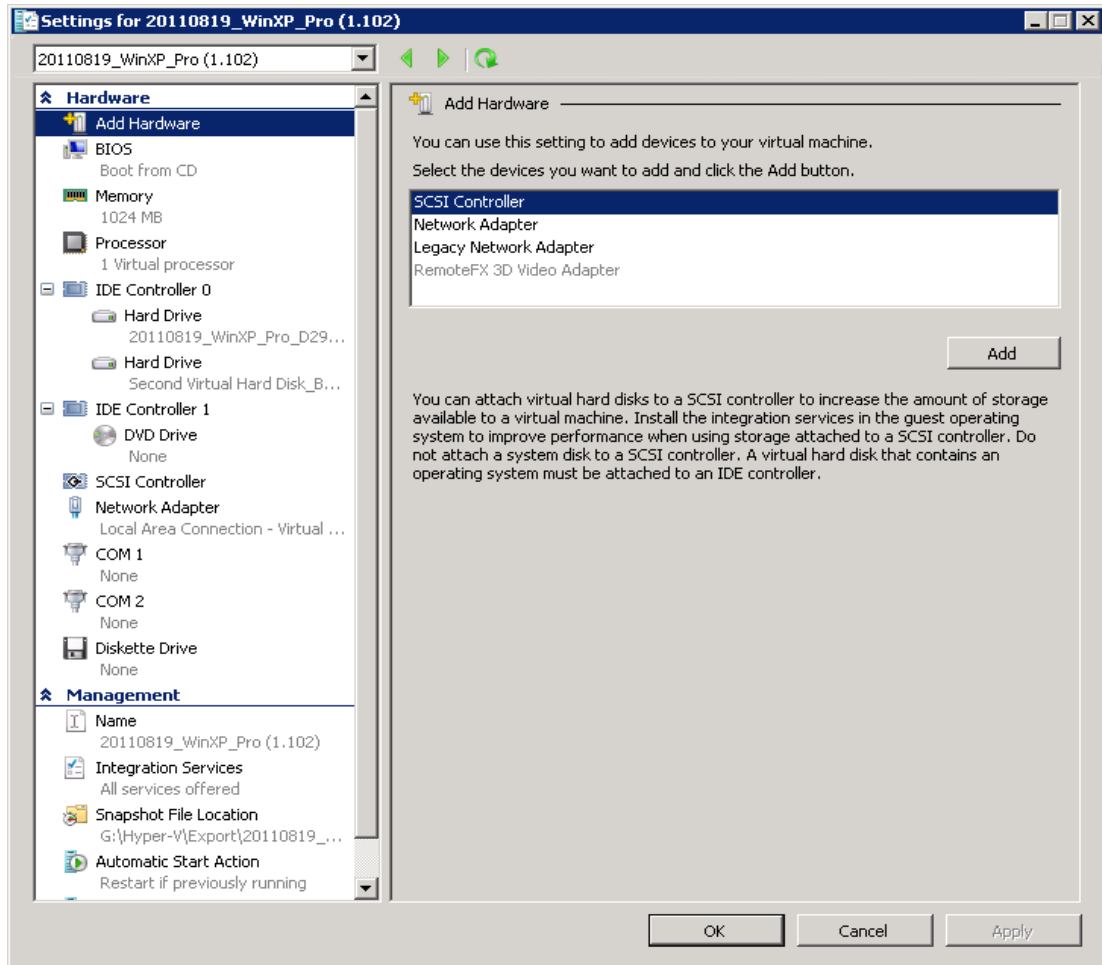 Settings for 20110819_WinXP_Pro (1.102)
20110819_WinXP_Pro (1.102)
Hardware
Add Hardware
BIOS
Boot from CD
Memory
1024 MB
Processor
1 Virtual processor
IDE Controller 0
Hard Drive
20110819_WinXP_Pro_D29...
Hard Drive
Second Virtual Hard Disk_B...
IDE Controller 1
DVD Drive
None
SCSI Controller
Network Adapter
Local Area Connection - Virtual ...
COM 1
None
COM 2
None
Diskette Drive
None
Management
Name
20110819_WinXP_Pro (1.102)
Integration Services
All services offered
Snapshot File Location
G:\Hyper-V\Export\20110819_...
Automatic Start Action
Restart if previously running
Add Hardware
You can use this setting to add devices to your virtual machine.
Select the devices you want to add and click the Add button.
SCSI Controller
Network Adapter
Legacy Network Adapter
RemoteFX 3D Video Adapter
Add
You can attach virtual hard disks to a SCSI controller to increase the amount of storage
available to a virtual machine. Install the integration services in the guest operating
system to improve performance when using storage attached to a SCSI controller. Do
not attach a system disk to a SCSI controller. A virtual hard disk that contains an
operating system must be attached to an IDE controller.
OK
Cancel
Apply